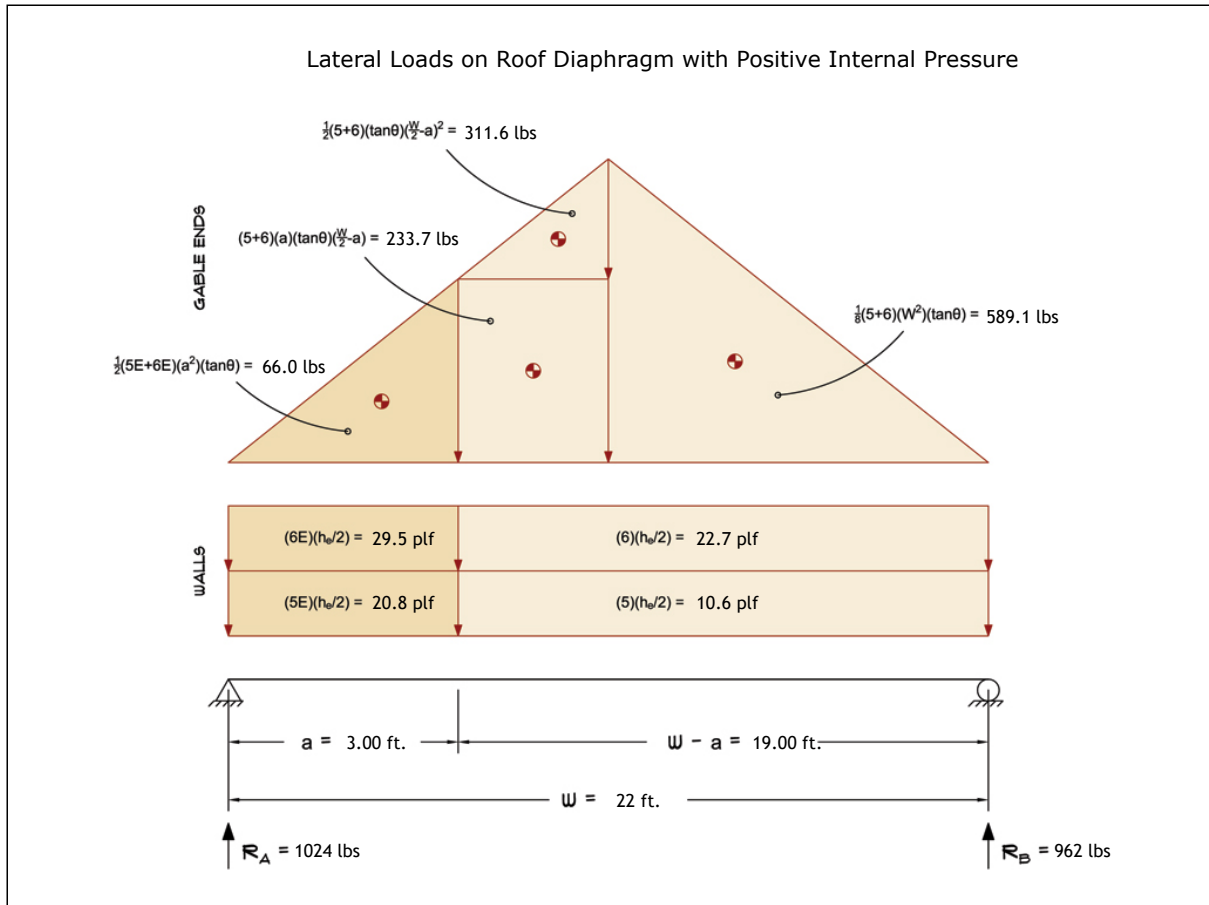 Lateral Loads on Roof Diaphragm with Positive Internal Pressure
½(5+6)(tanθ)(W/2-a)² = 311.6 lbs
GABLE ENDS
(5+6)(a)(tanθ)(W/2-a) = 233.7 lbs
⅛(5+6)(W²)(tanθ) = 589.1 lbs
½(5E+6E)(a²)(tanθ) = 66.0 lbs
WALLS
(6E)(hₑ/2) = 29.5 plf
(6)(hₑ/2) = 22.7 plf
(5E)(hₑ/2) = 20.8 plf
(5)(hₑ/2) = 10.6 plf
a = 3.00 ft.
W - a = 19.00 ft.
W = 22 ft.
R_A = 1024 lbs
R_B = 962 lbs